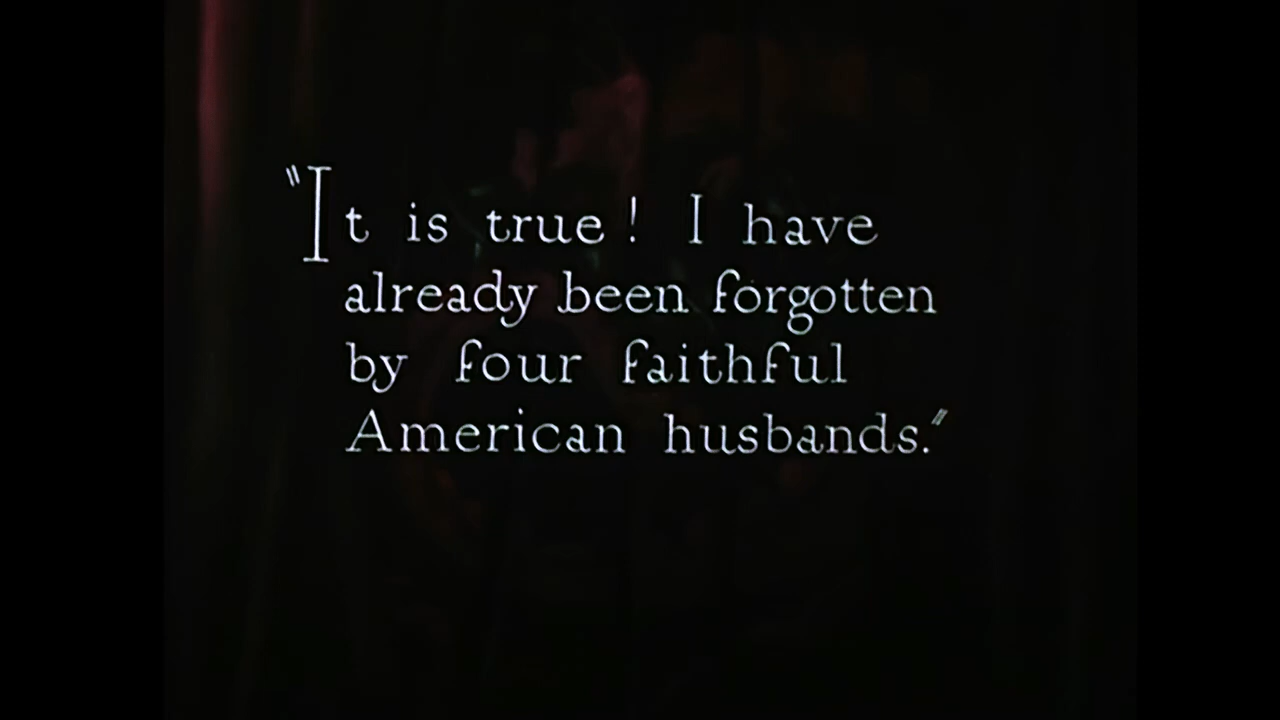 "It is true! I have
already been forgotten
by four faithful
American husbands."